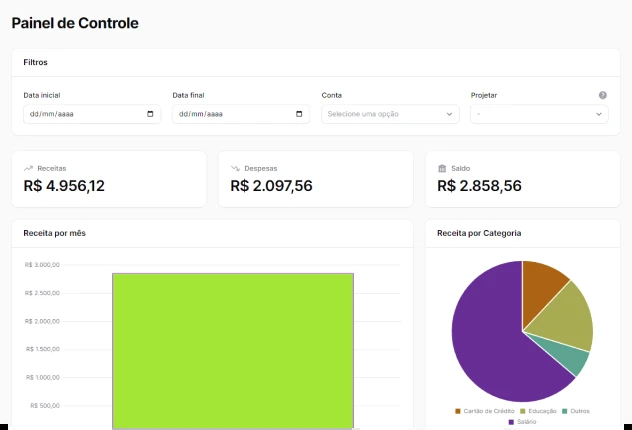 Painel de Controle
Filtros
Data inicial
Data final
Conta
Projetar
dd/mm/aaaa
dd/mm/aaaa
Selecione uma opção
-
Receitas
R$ 4.956,12
Despesas
R$ 2.097,56
Saldo
R$ 2.858,56
Receita por mês
R$ 3.000,00
R$ 2.500,00
R$ 2.000,00
R$ 1.500,00
R$ 1.000,00
R$ 500,00
Receita por Categoria
Cartão de Crédito Educação Outros
Salário